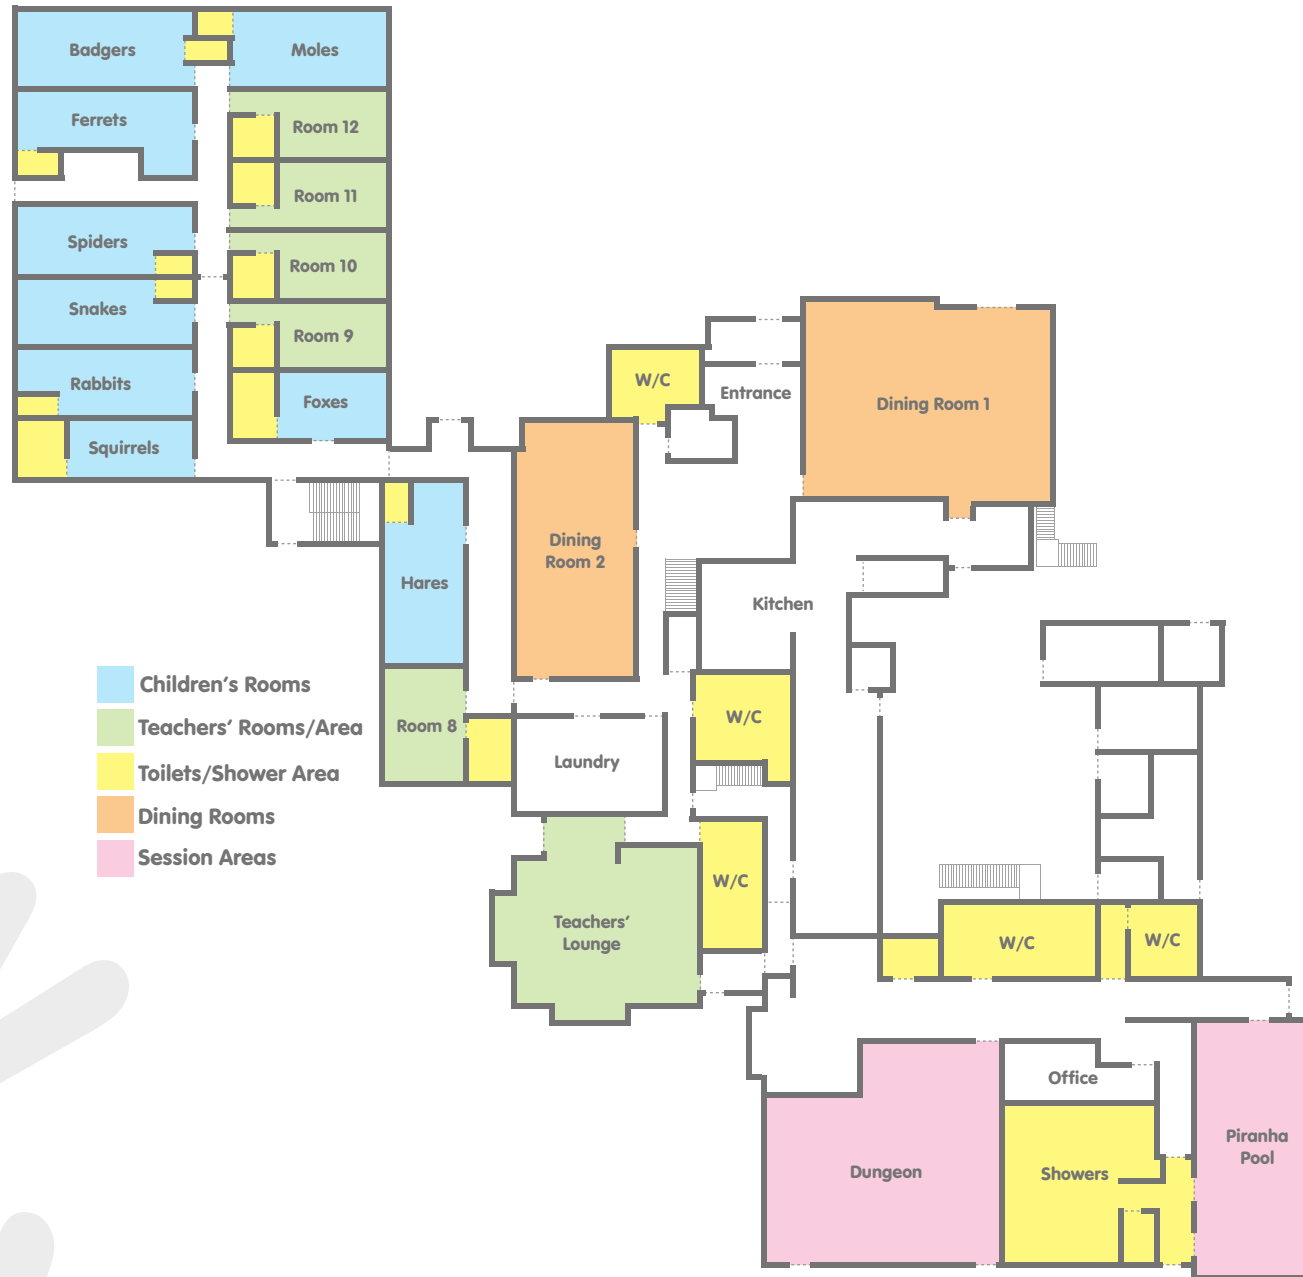 Badgers
Moles
Ferrets
Room 12
Room 11
Spiders
Room 10
Snakes
Room 9
Rabbits
Foxes
Squirrels
W/C
Entrance
Dining Room 1
Dining
Room 2
Hares
Kitchen
Children's Rooms
Teachers' Rooms/Area
Toilets/Shower Area
Dining Rooms
Session Areas
Room 8
Laundry
W/C
W/C
Teachers'
Lounge
W/C
W/C
Office
Dungeon
Showers
Piranha
Pool